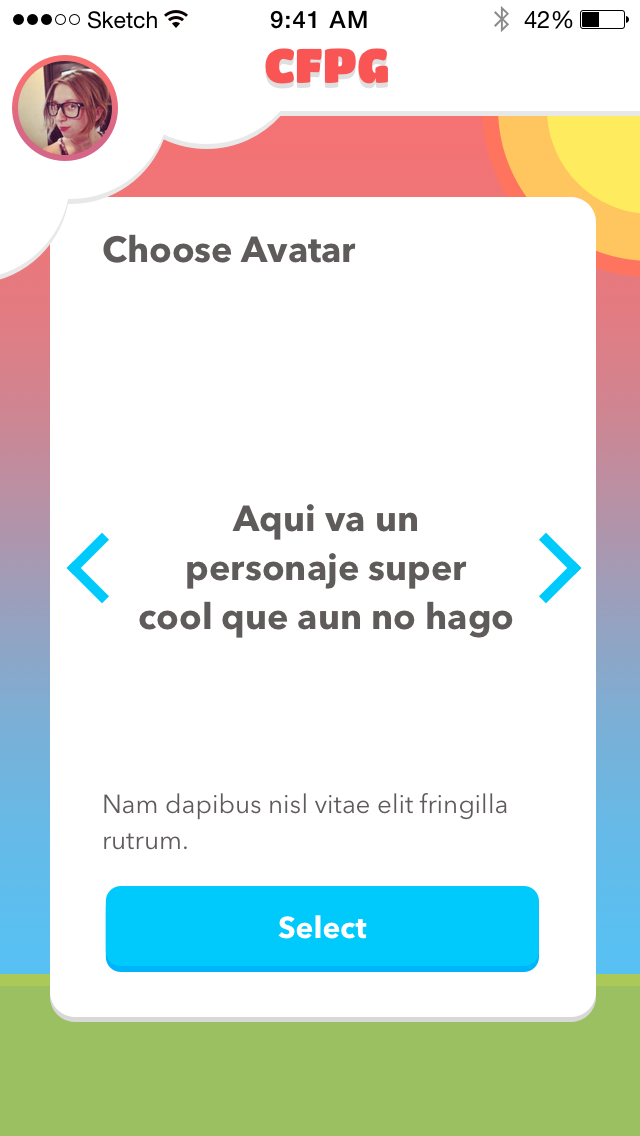 Sketch 9:41 AM 42%
CFPG
Choose Avatar
Aqui va un
personaje super
cool que aun no hago
Nam dapibus nisl vitae elit fringilla
rutrum.
Select